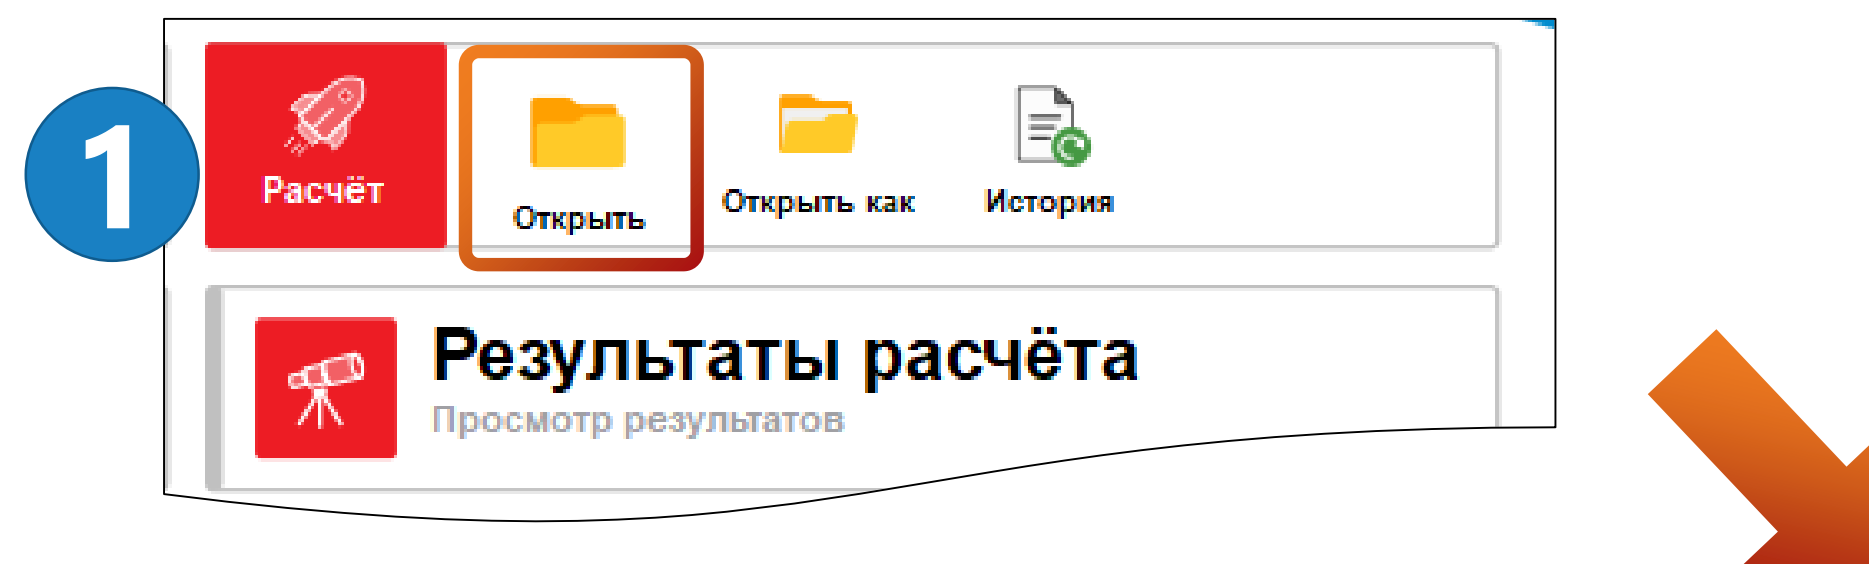 1
Расчёт
Открыть
Открыть как
История
Результаты расчёта
Просмотр результатов